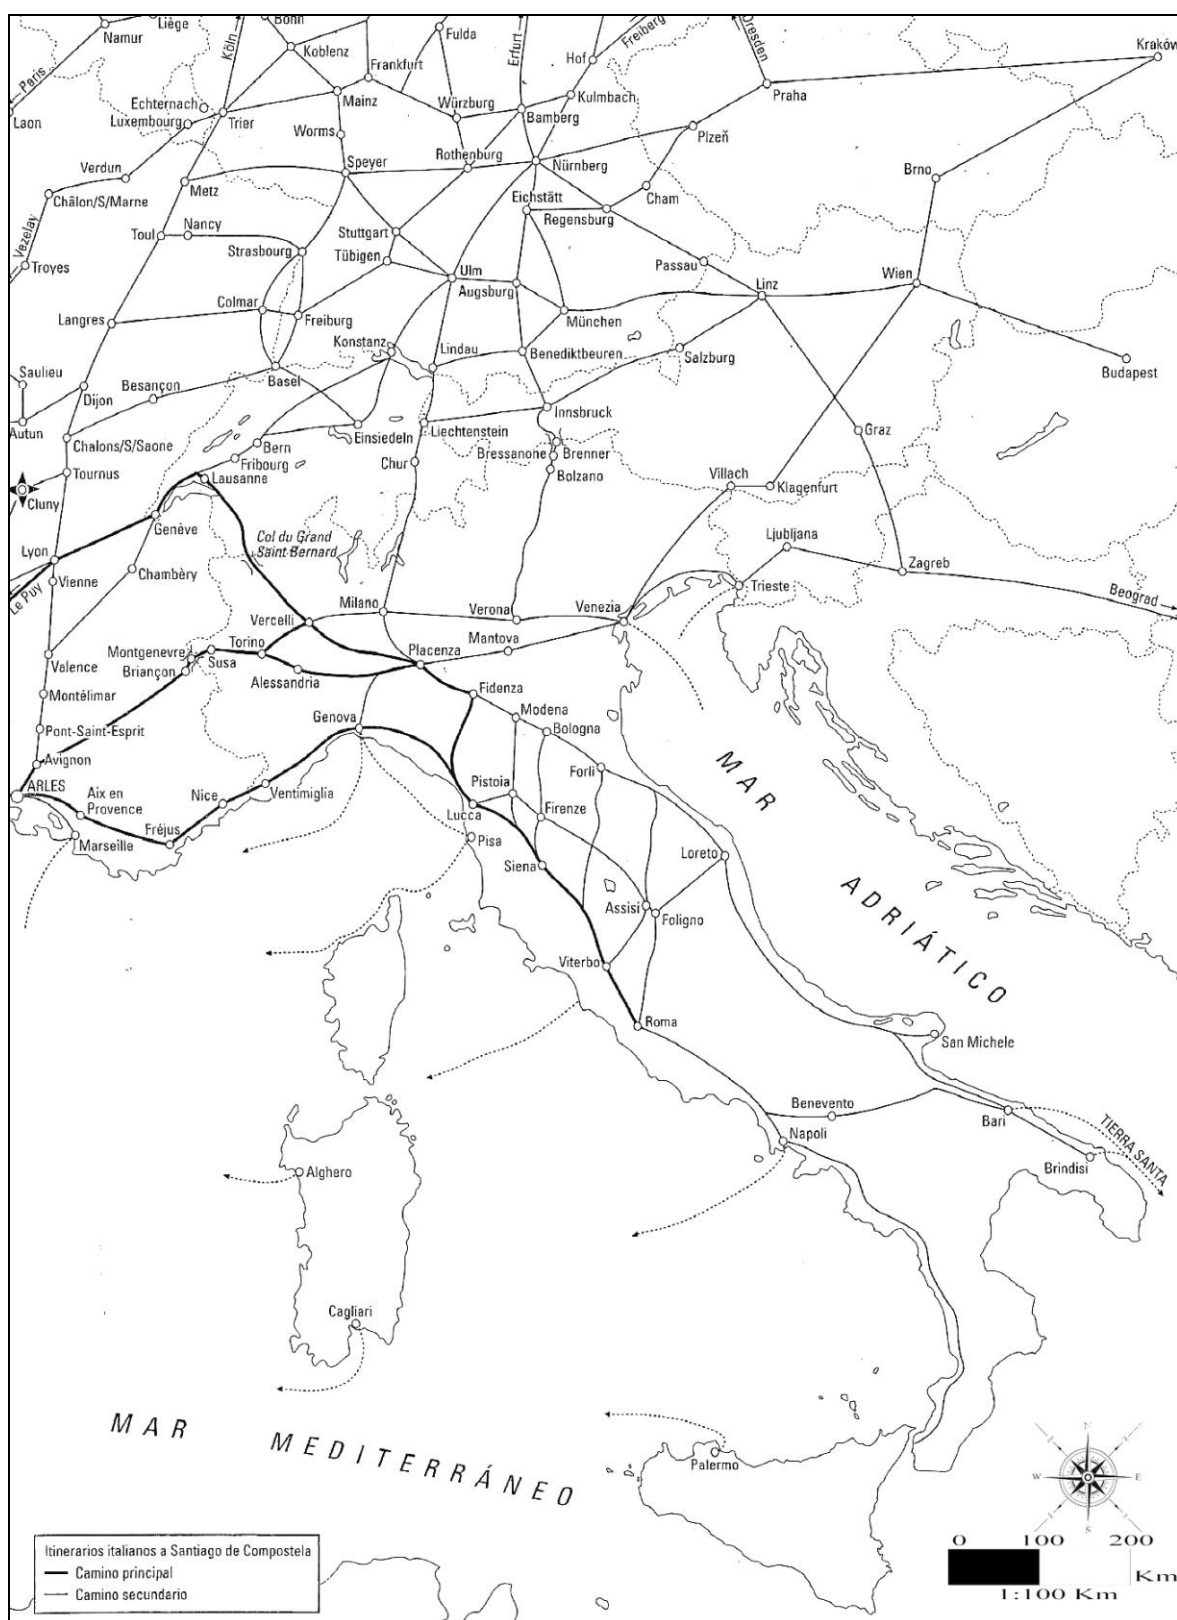 Namur
Liège
Köln
Bonn
Koblenz
Fulda
Erfurt
Hof
Freiberg
Dresden
Kraków
Paris
Laon
Echternach
Luxembourg
Trier
Frankfurt
Mainz
Würzburg
Kulmbach
Bamberg
Praha
Worms
Plzeň
Verdun
Metz
Speyer
Rothenburg
Nürnberg
Brno
Châlon/S/Marne
Cham
Eichstätt
Regensburg
Vezelay
Toul
Nancy
Strasbourg
Stuttgart
Tübigen
Troyes
Ulm
Augsburg
Passau
Linz
Wien
Colmar
Freiburg
Langres
München
Konstanz
Lindau
Benediktbeuren
Salzburg
Budapest
Saulieu
Besançon
Basel
Dijon
Autun
Innsbruck
Chalons/S/Saone
Bern
Einsiedeln
Liechtenstein
Graz
Fribourg
Bressanone
Brenner
Tournus
Chur
Bolzano
Villach
Klagenfurt
Cluny
Lausanne
Genève
Col du Grand
Saint-Bernard
Ljubljana
Lyon
Zagreb
Le Puy
Vienne
Chambèry
Trieste
Beograd
Milano
Verona
Venezia
Vercelli
Mantova
Torino
Montgenevre
Briançon
Susa
Placenza
Valence
Alessandria
Montélimar
Fidenza
Modena
Genova
Bologna
Pont-Saint-Esprit
Avignon
Forli
ARLES
Aix en
Provence
Nice
Ventimiglia
Pistoia
Lucca
Firenze
Fréjus
Marseille
Pisa
Siena
Loreto
MAR
ADRIÁTICO
Assisi
Foligno
Viterbo
Roma
San Michele
Benevento
Bari
TIERRA SANTA
Napoli
Brindisi
Alghero
Cagliari
MAR MEDITERRÁNEO
Palermo
N
W E
S
Itinerarios italianos a Santiago de Compostela
Camino principal
Camino secundario
0 100 200
Km
1:100 Km